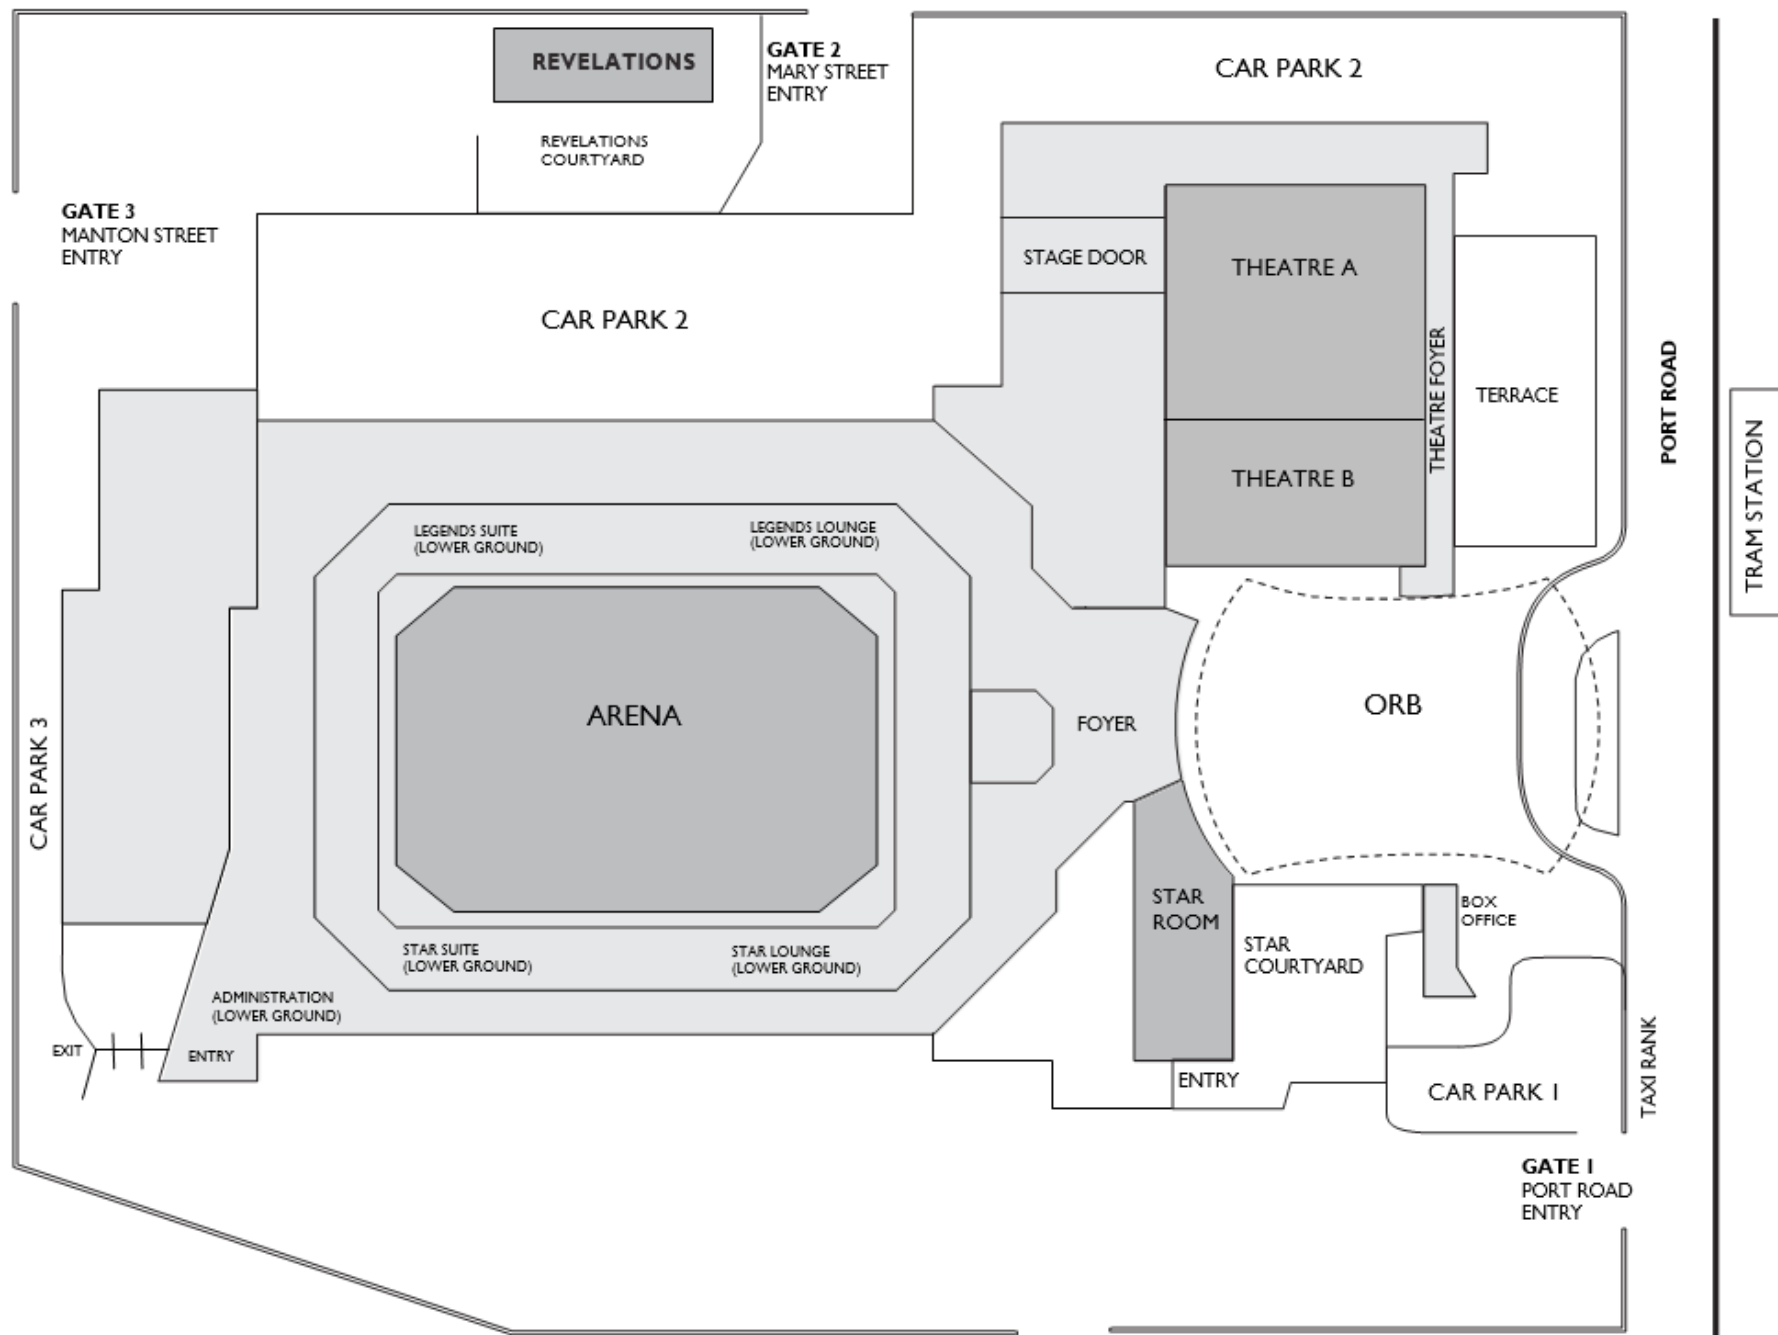 REVELATIONS
GATE 2
MARY STREET
ENTRY
CAR PARK 2
REVELATIONS
COURTYARD
GATE 3
MANTON STREET
ENTRY
STAGE DOOR
THEATRE A
CAR PARK 2
THEATRE FOYER
TERRACE
PORT ROAD
TRAM STATION
THEATRE B
LEGENDS SUITE
(LOWER GROUND)
LEGENDS LOUNGE
(LOWER GROUND)
ARENA
FOYER
ORB
CAR PARK 3
STAR
ROOM
BOX
OFFICE
STAR
COURTYARD
STAR SUITE
(LOWER GROUND)
STAR LOUNGE
(LOWER GROUND)
ADMINISTRATION
(LOWER GROUND)
EXIT
ENTRY
ENTRY
CAR PARK 1
TAXI RANK
GATE 1
PORT ROAD
ENTRY